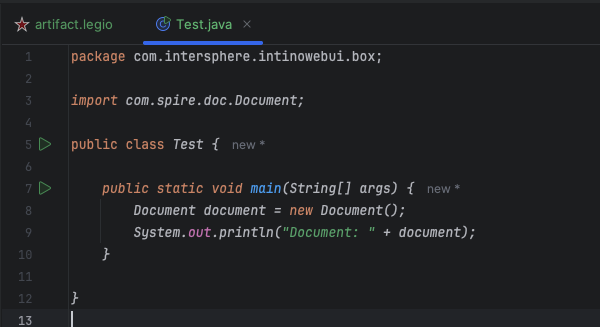 artifact.legio
Test.java ×
1 package com.intersphere.intinowebui.box;
2
3 import com.spire.doc.Document;
4
5 public class Test { new *
6
7 public static void main(String[] args) { new *
8 Document document = new Document();
9 System.out.println("Document: " + document);
10 }
11
12 }
13